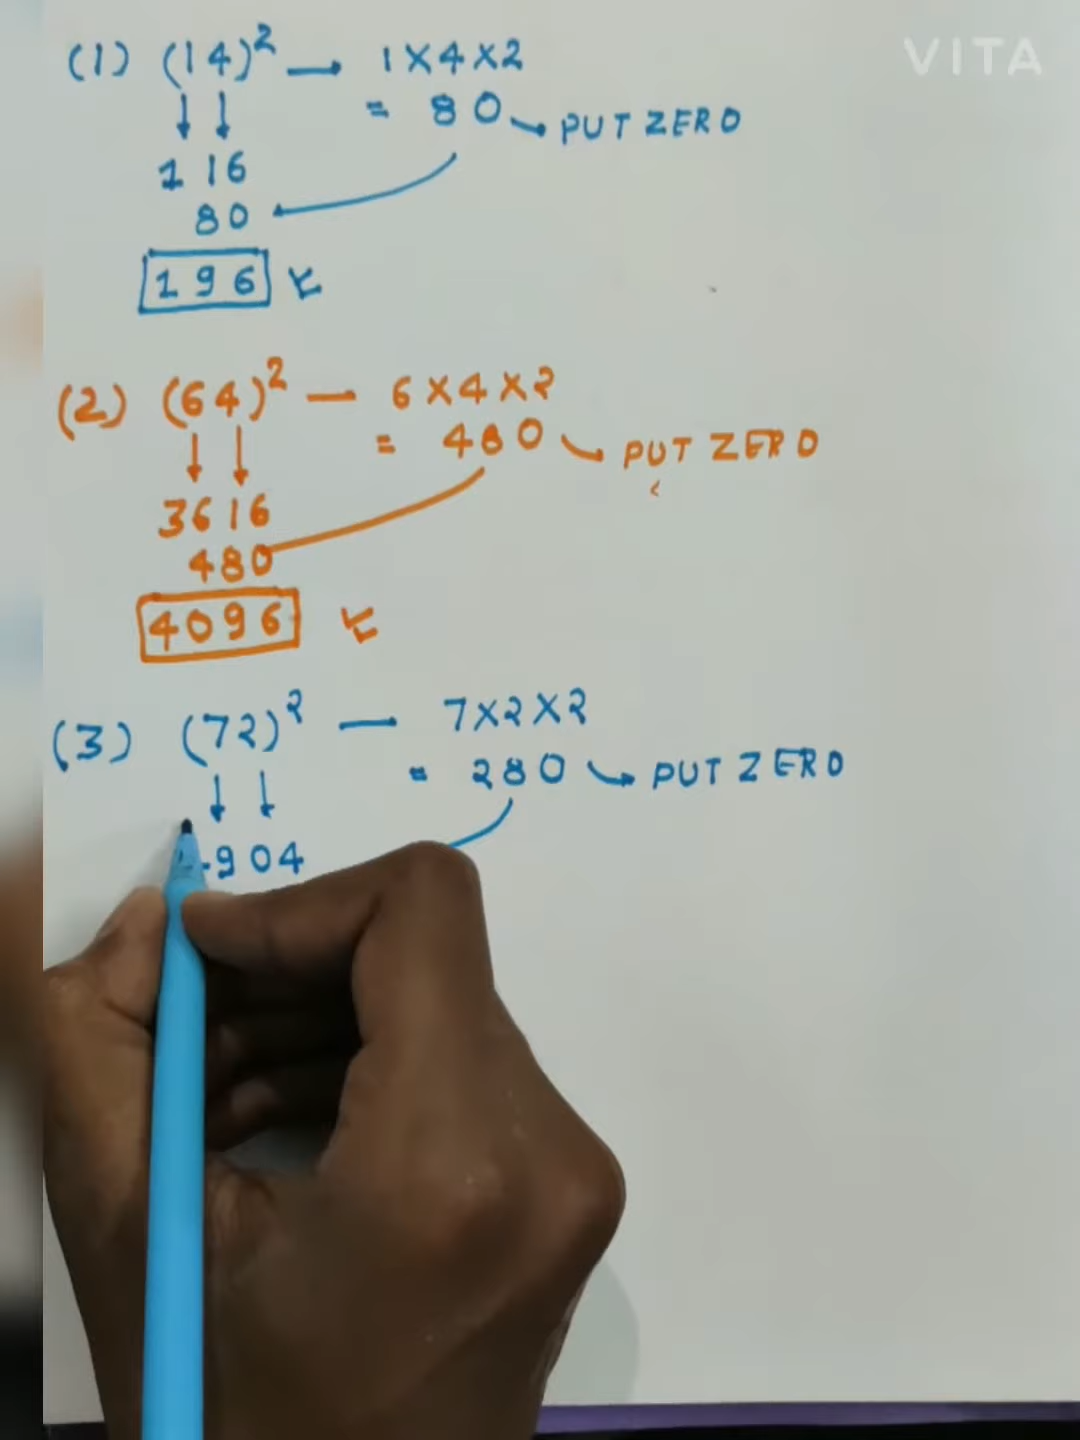 VITA
(1) (14)² — 1×4×2
= 80 → PUT ZERO
1 16
80
196
(2) (64)² — 6×4×2
= 480 → PUT ZERO
3616
480
4096
(3) (72)² — 7×2×2
= 280 → PUT ZERO
904